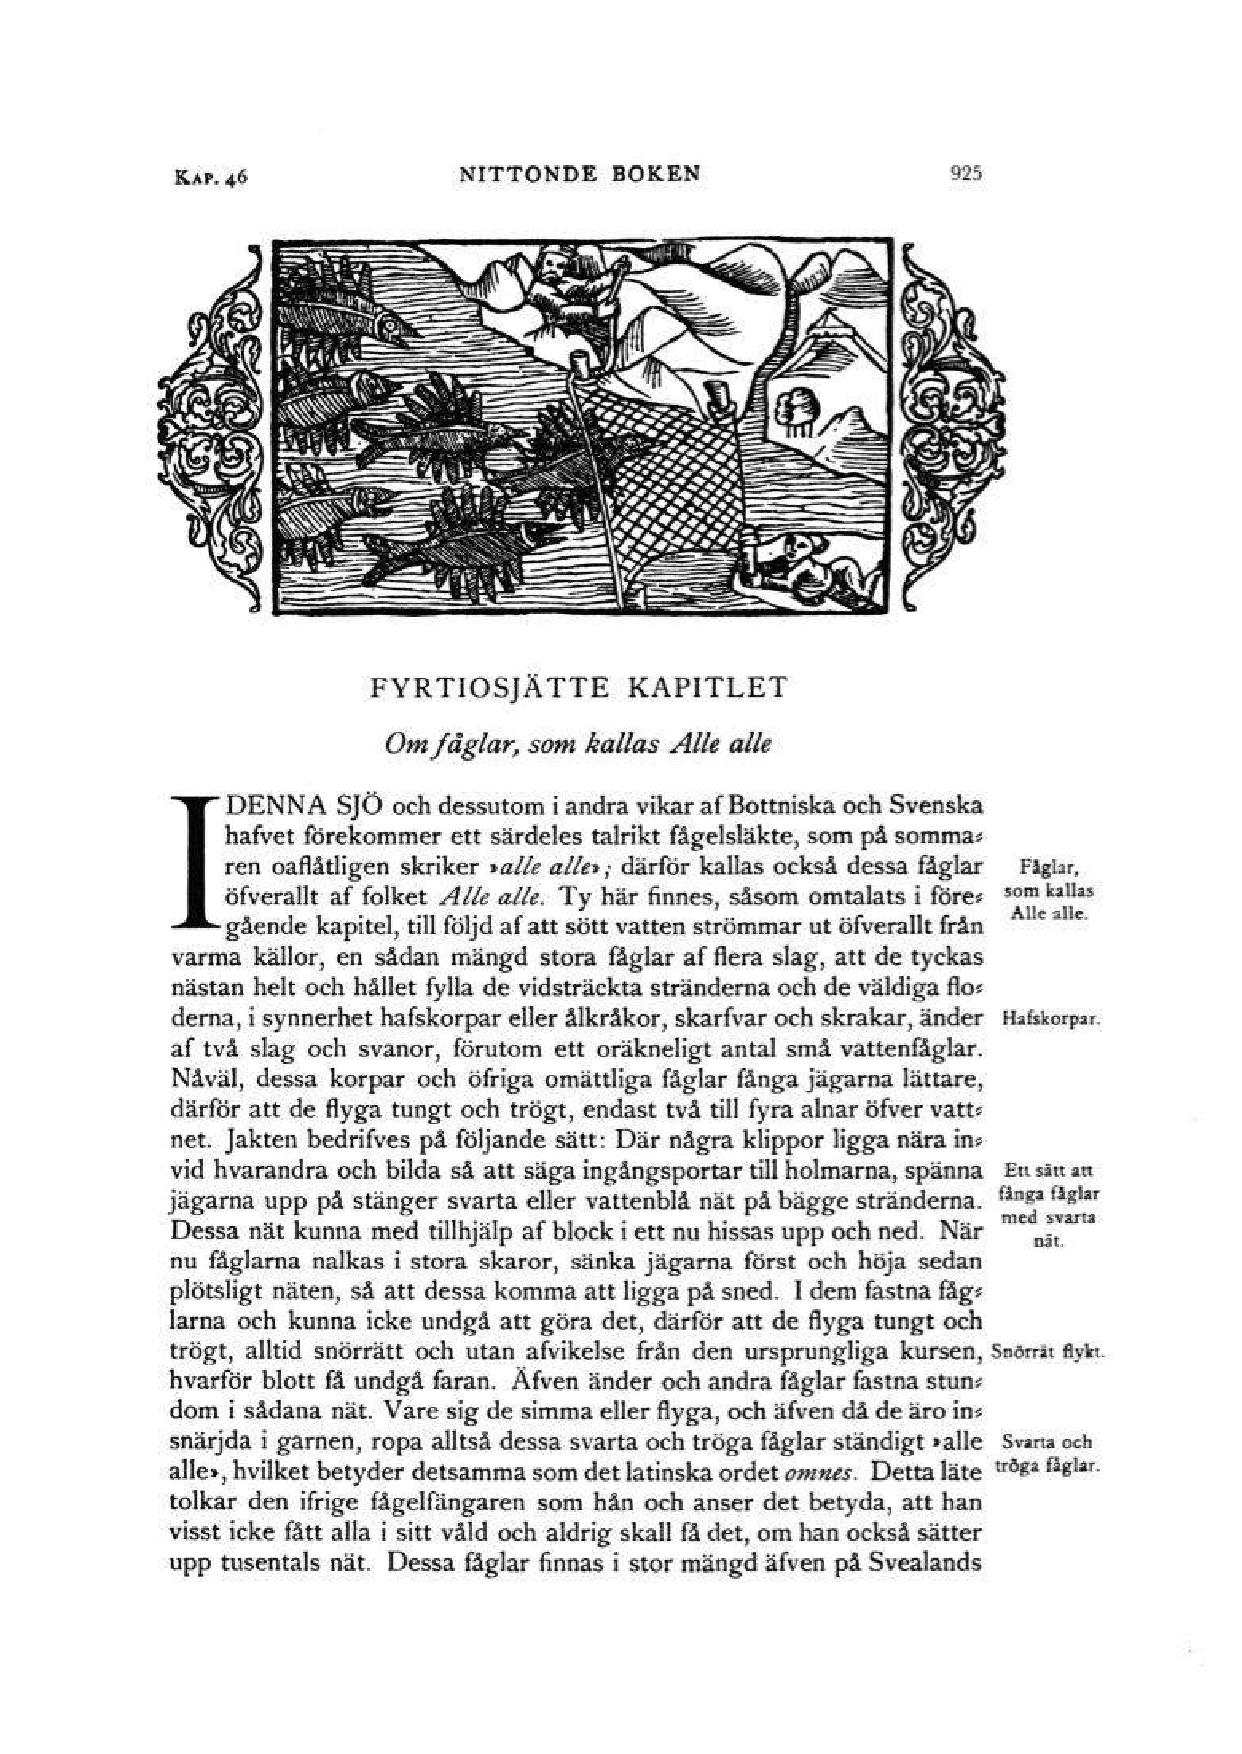 KAP. 46 NITTONDE BOKEN 925
FYRTIOSJÄTTE KAPITLET
Om fåglar, som kallas Alle alle
I DENNA SJÖ och dessutom i andra vikar af Bottniska och Svenska
hafvet förekommer ett särdeles talrikt fågelsläkte, som på somma-
ren oaflåtligen skriker »alle alle»; därför kallas också dessa fåglar
öfverallt af folket Alle alle. Ty här finnes, såsom omtalats i före-
gående kapitel, till följd af att sött vatten strömmar ut öfverallt från
varma källor, en sådan mängd stora fåglar af flera slag, att de tyckas
nästan helt och hållet fylla de vidsträckta stränderna och de väldiga flo-
derna, i synnerhet hafskorpar eller ålkråkor, skarfvar och skrakar, änder
af två slag och svanor, förutom ett oräkneligt antal små vattenfåglar.
Nåväl, dessa korpar och öfriga omättliga fåglar fånga jägarna lättare,
därför att de flyga tungt och trögt, endast två till fyra alnar öfver vatt-
net. Jakten bedrifves på följande sätt: Där några klippor ligga nära in-
vid hvarandra och bilda så att säga ingångsportar till holmarna, spänna
jägarna upp på stänger svarta eller vattenblå nät på bägge stränderna.
Dessa nät kunna med tillhjälp af block i ett nu hissas upp och ned. När
nu fåglarna nalkas i stora skaror, sänka jägarna först och höja sedan
plötsligt näten, så att dessa komma att ligga på sned. I dem fastna fåg-
larna och kunna icke undgå att göra det, därför att de flyga tungt och
trögt, alltid snörrätt och utan afvikelse från den ursprungliga kursen,
hvarför blott få undgå faran. Äfven änder och andra fåglar fastna stun-
dom i sådana nät. Vare sig de simma eller flyga, och äfven då de äro in-
snärjda i garnen, ropa alltså dessa svarta och tröga fåglar ständigt »alle
alle», hvilket betyder detsamma som det latinska ordet omnes. Detta läte
tolkar den ifrige fågelfängaren som hån och anser det betyda, att han
visst icke fått alla i sitt våld och aldrig skall få det, om han också sätter
upp tusentals nät. Dessa fåglar finnas i stor mängd äfven på Svealands
Fåglar,
som kallas
Alle alle.
Hafskorpar.
Ett sätt att
fånga fåglar
med svarta
nät.
Snörrät flykt.
Svarta och
tröga fåglar.